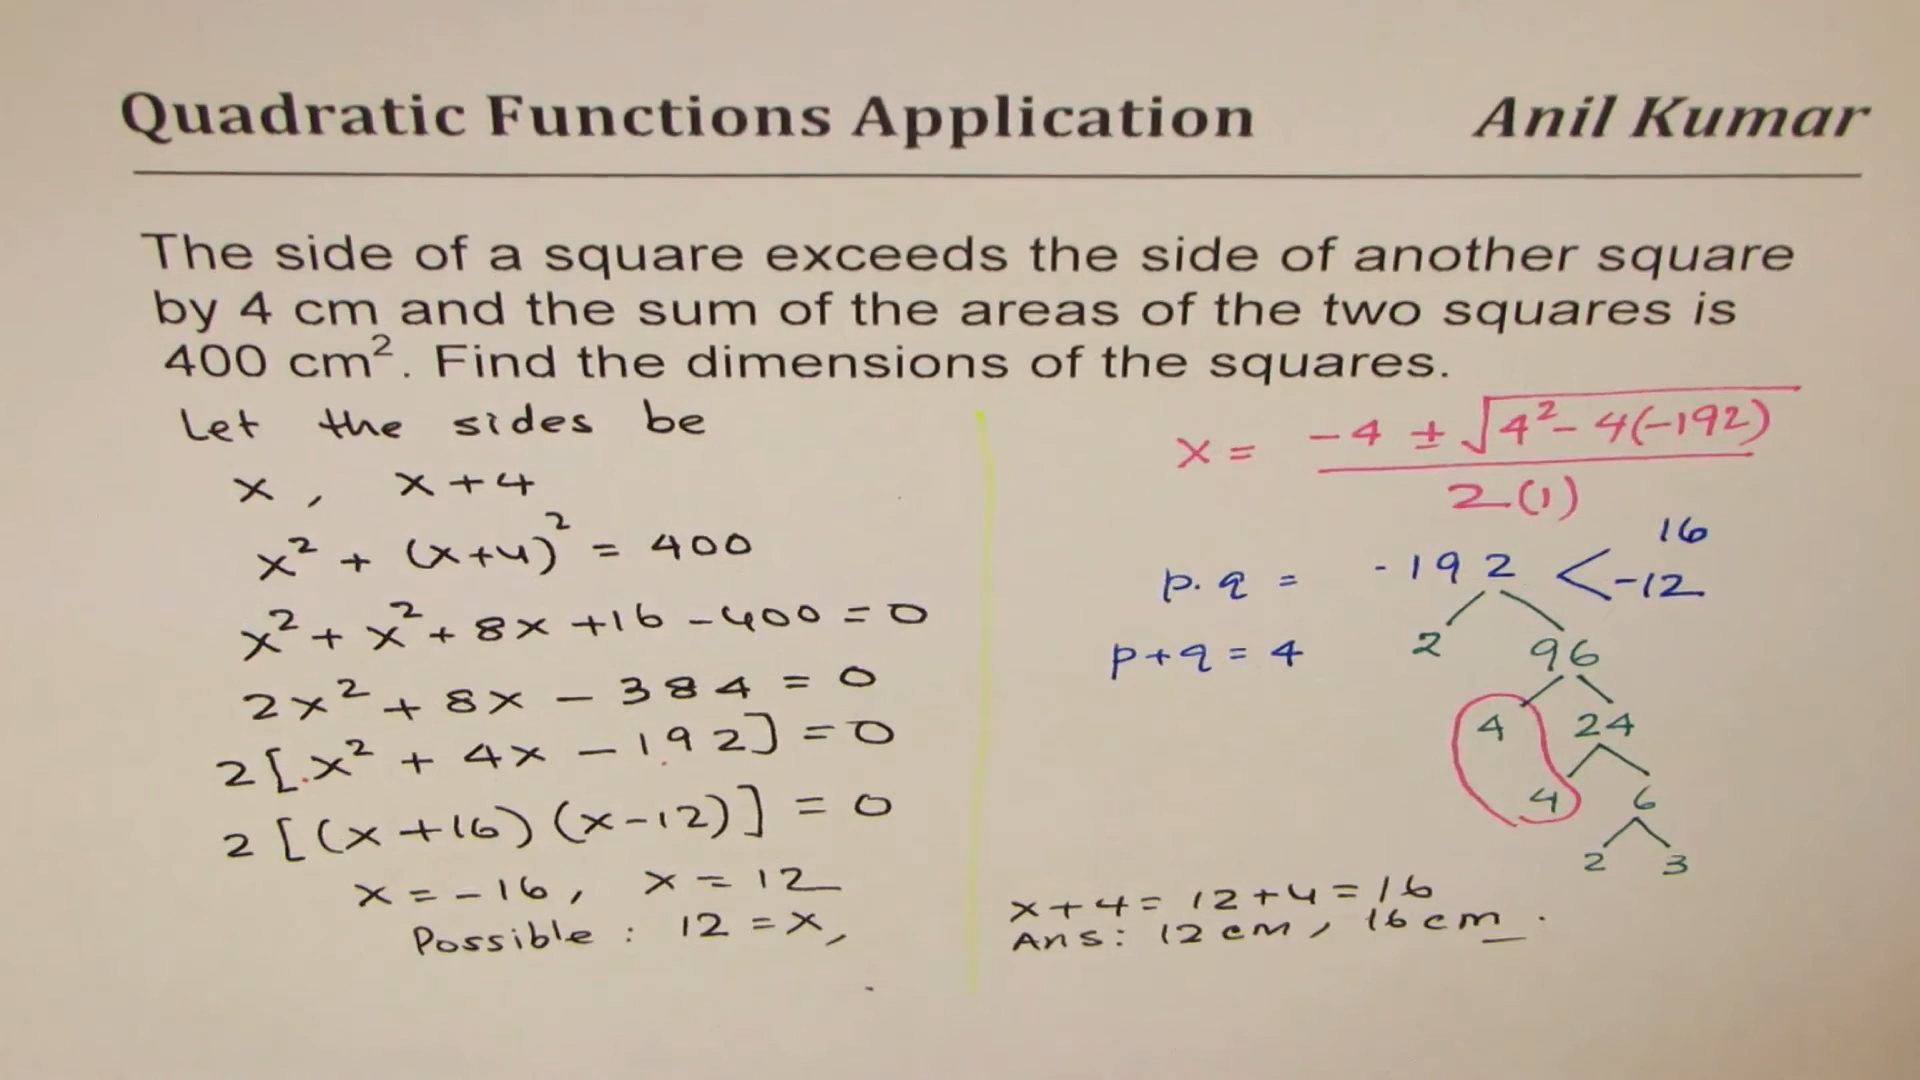 Quadratic Functions Application Anil Kumar
The side of a square exceeds the side of another square
by 4 cm and the sum of the areas of the two squares is
400 cm². Find the dimensions of the squares.
Let the sides be
x, x+4
x² + (x+4)² = 400
x² + x² + 8x +16 -400 = 0
2x² + 8x - 384 = 0
2[x² + 4x - 192] = 0
2[(x+16)(x-12)] = 0
x = -16, x = 12
Possible : 12 = x,
x = -4 ± √4² - 4(-192)
2(1)
16
p.q = -192 < -12
2 96
p+q = 4
4 24
4 6
2 3
x+4 = 12+4 = 16
Ans: 12 cm, 16 cm.